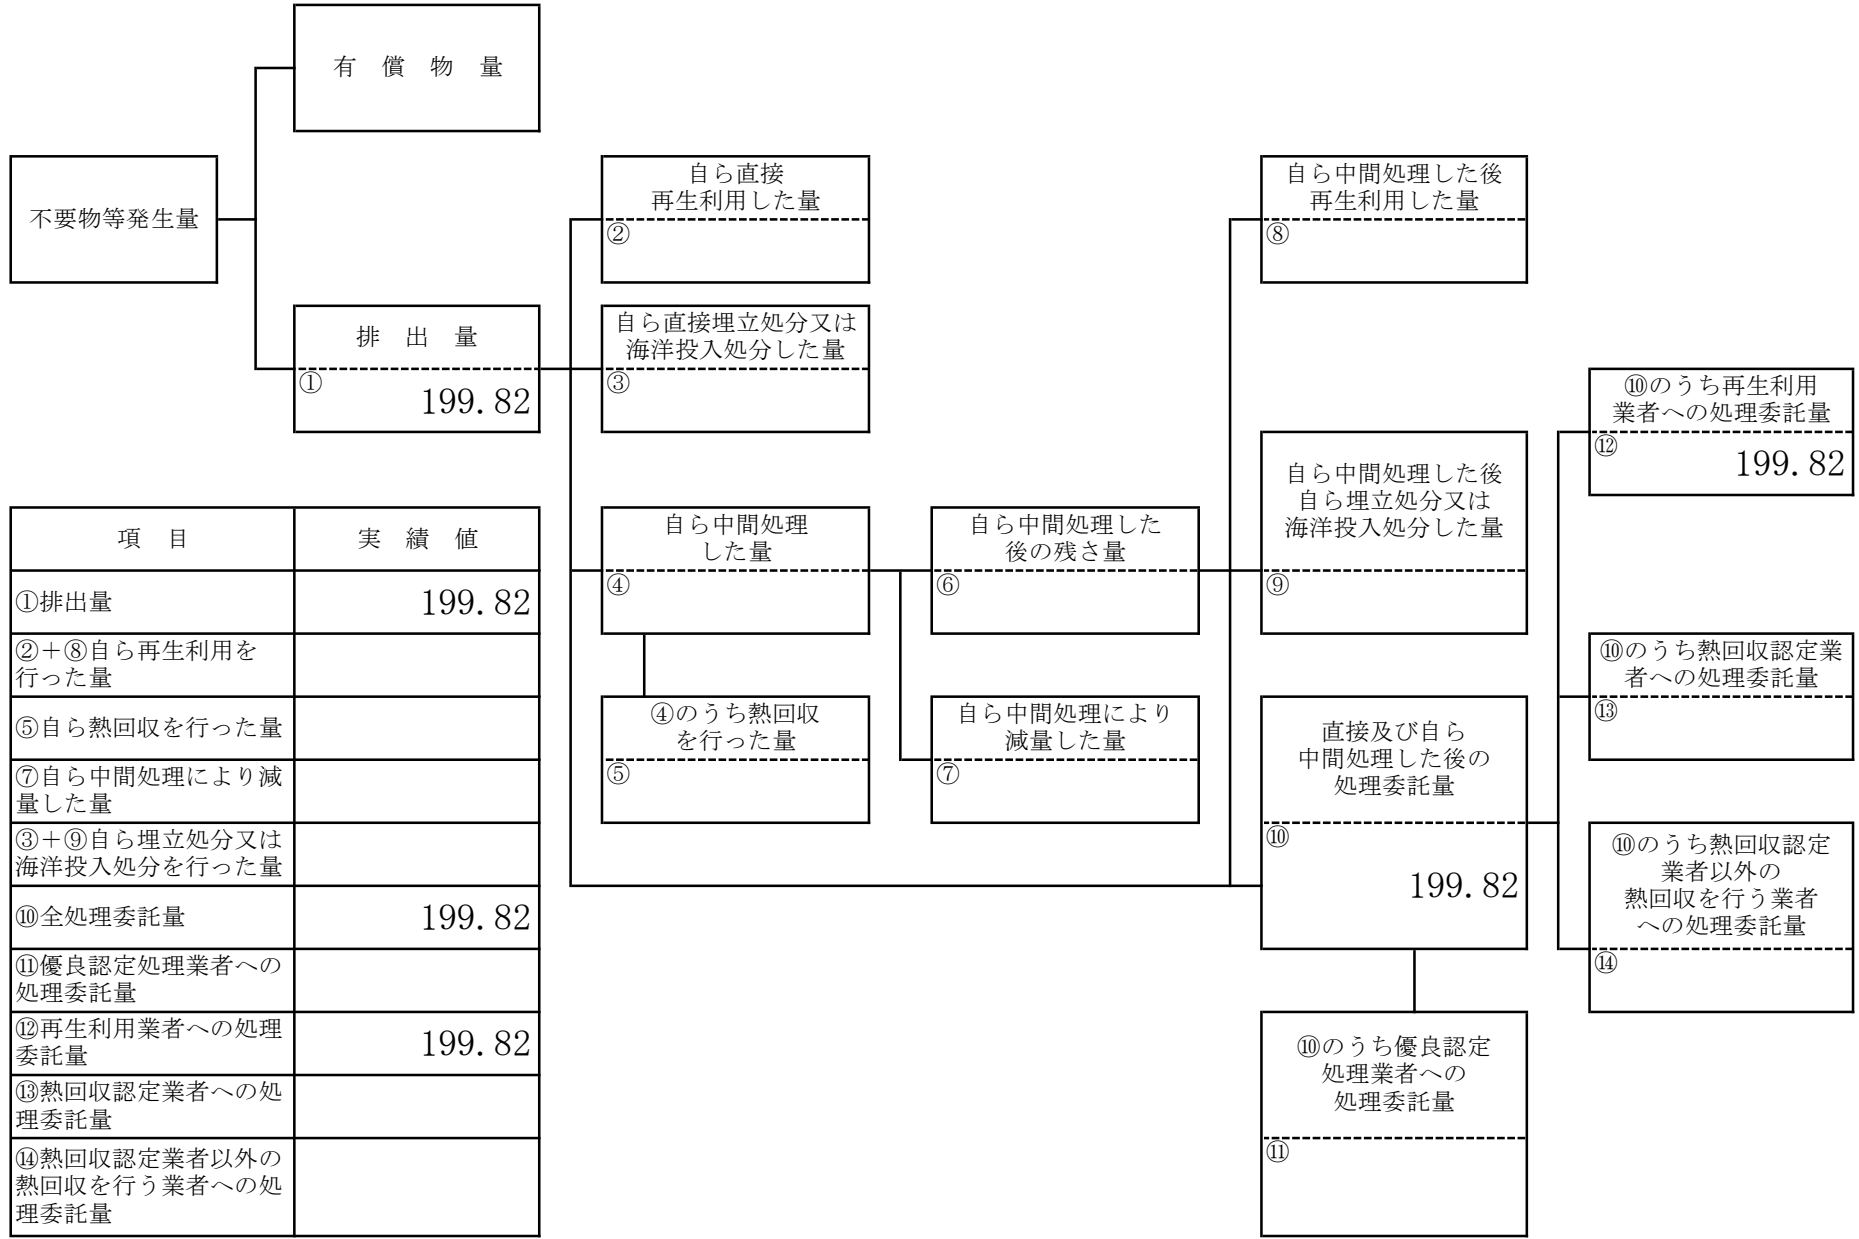 有　償　物　量
不要物等発生量
排　出　量
①
199.82
自ら直接
再生利用した量
②
自ら直接埋立処分又は
海洋投入処分した量
③
自ら中間処理
した量
④
④のうち熱回収
を行った量
⑤
自ら中間処理した
後の残さ量
⑥
自ら中間処理により
減量した量
⑦
自ら中間処理した後
再生利用した量
⑧
自ら中間処理した後
自ら埋立処分又は
海洋投入処分した量
⑨
直接及び自ら
中間処理した後の
処理委託量
⑩
199.82
⑩のうち優良認定
処理業者への
処理委託量
⑪
⑩のうち再生利用
業者への処理委託量
⑫
199.82
⑩のうち熱回収認定業
者への処理委託量
⑬
⑩のうち熱回収認定
業者以外の
熱回収を行う業者
への処理委託量
⑭
項　目
実　績　値
①排出量
199.82
②＋⑧自ら再生利用を
行った量
⑤自ら熱回収を行った量
⑦自ら中間処理により減
量した量
③＋⑨自ら埋立処分又は
海洋投入処分を行った量
⑩全処理委託量
199.82
⑪優良認定処理業者への
処理委託量
⑫再生利用業者への処理
委託量
199.82
⑬熱回収認定業者への処
理委託量
⑭熱回収認定業者以外の
熱回収を行う業者への処
理委託量